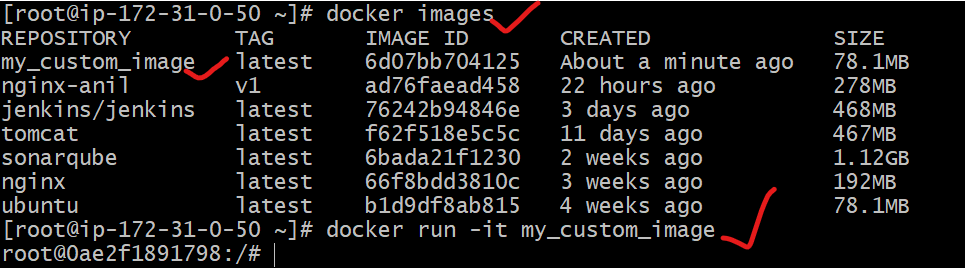 [root@ip-172-31-0-50 ~]# docker images
REPOSITORY TAG IMAGE ID CREATED SIZE
my_custom_image latest 6d07bb704125 About a minute ago 78.1MB
nginx-anil v1 ad76faead458 22 hours ago 278MB
jenkins/jenkins latest 76242b94846e 3 days ago 468MB
tomcat latest f62f518e5c5c 11 days ago 467MB
sonarqube latest 6bada21f1230 2 weeks ago 1.12GB
nginx latest 66f8bdd3810c 3 weeks ago 192MB
ubuntu latest b1d9df8ab815 4 weeks ago 78.1MB
[root@ip-172-31-0-50 ~]# docker run -it my_custom_image
root@0ae2f1891798:/#